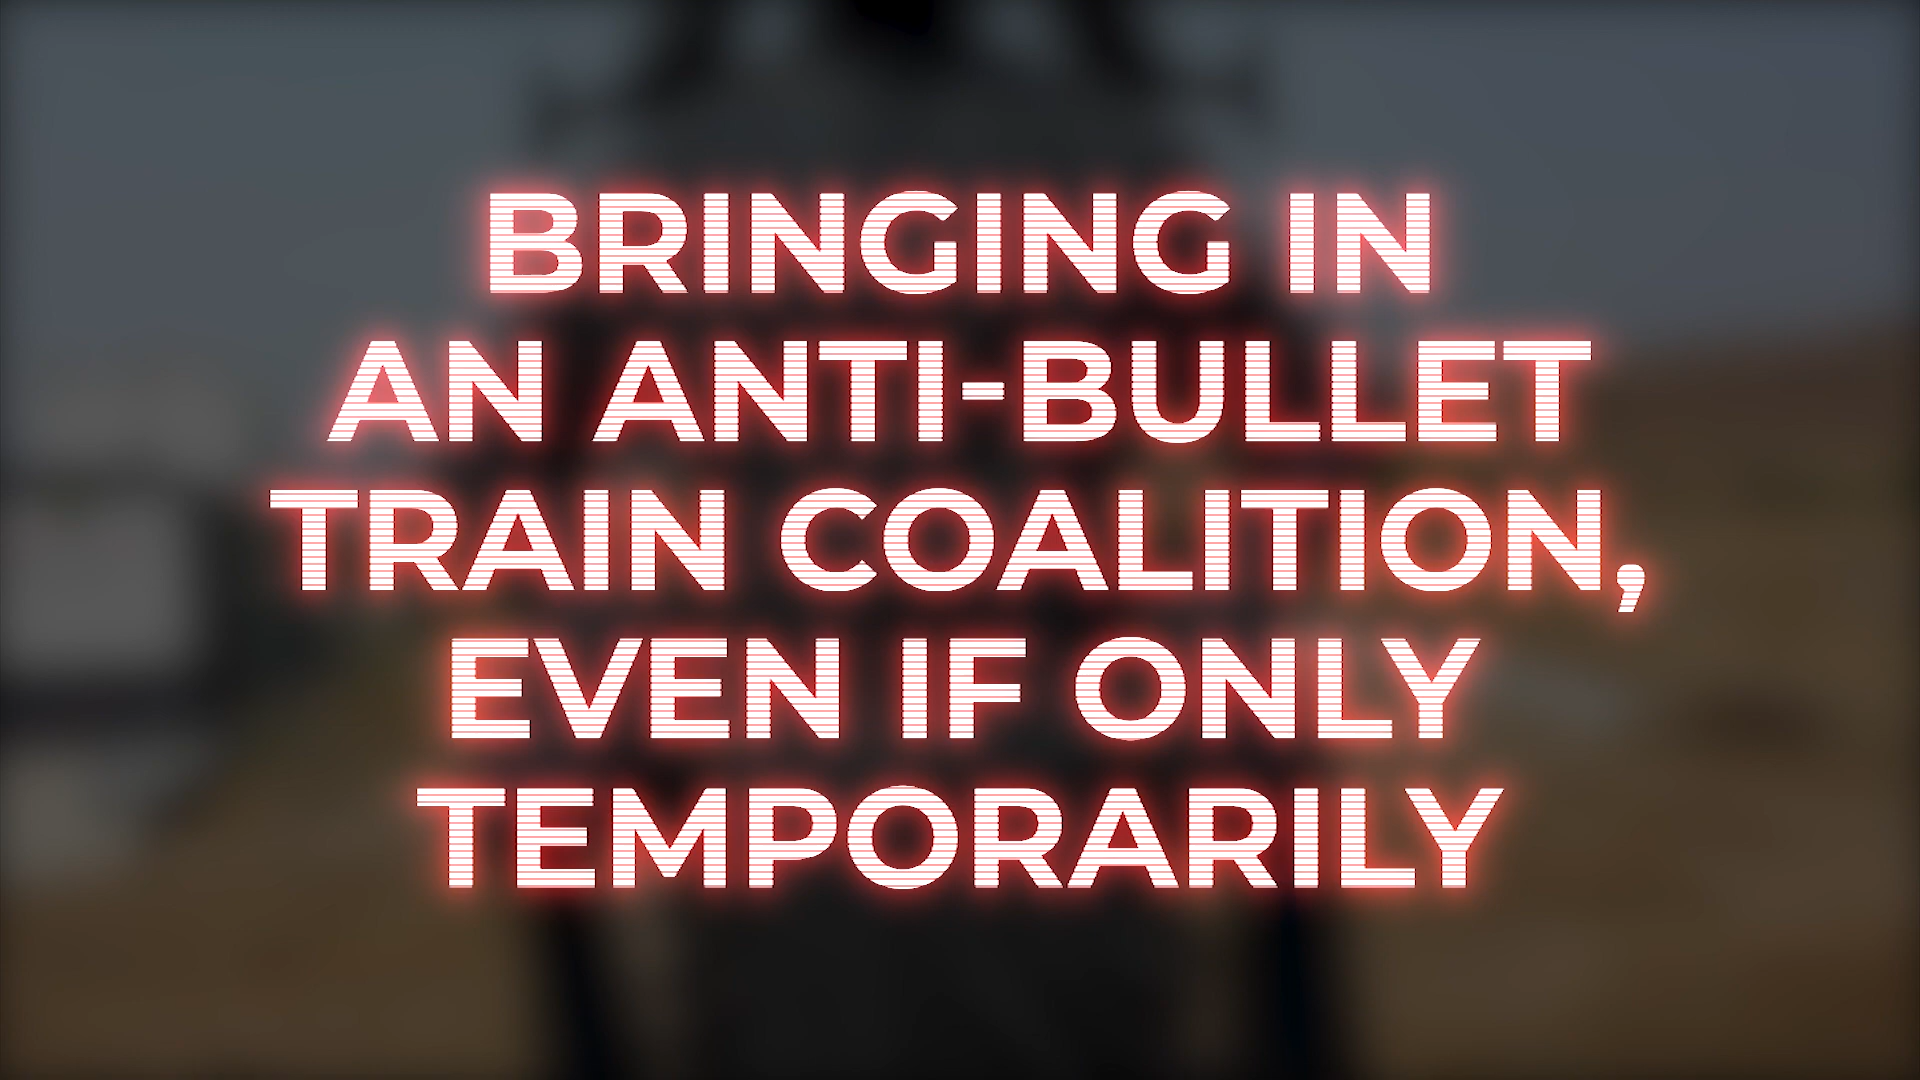 BRINGING IN
AN ANTI-BULLET
TRAIN COALITION,
EVEN IF ONLY
TEMPORARILY